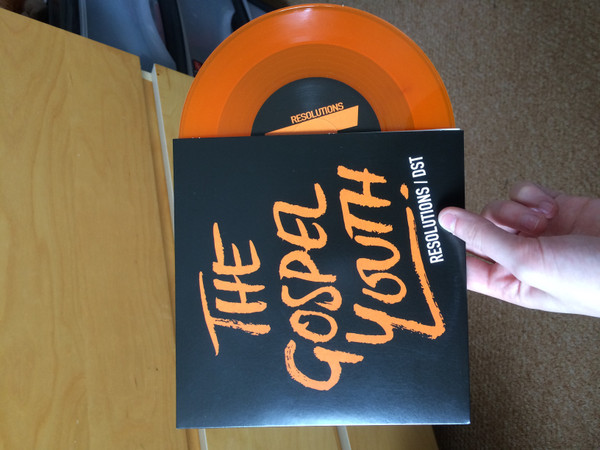 RESOLUTIONS
THE
GOSPEL
YOUTH.
RESOLUTIONS / DST